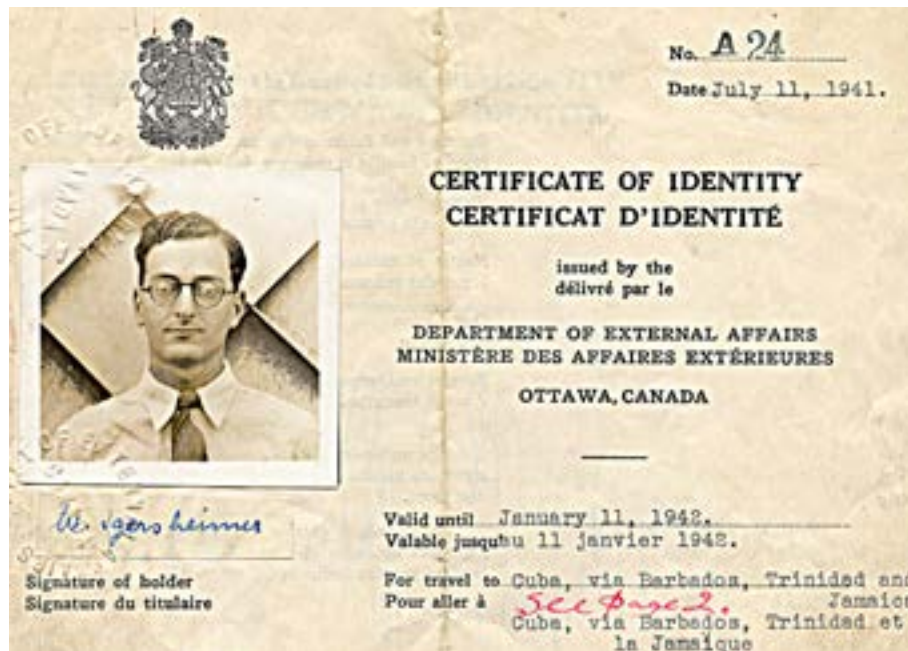 No. A 24
Date July 11, 1941.
CERTIFICATE OF IDENTITY
CERTIFICAT D'IDENTITÉ
issued by the
délivré par le
DEPARTMENT OF EXTERNAL AFFAIRS
MINISTÈRE DES AFFAIRES EXTÉRIEURES
OTTAWA, CANADA
W. Igersheimer
Signature of holder
Signature du titulaire
Valid until January 11, 1942.
Valable jusqu'au 11 janvier 1942.
For travel to Cuba, via Barbados, Trinidad and
Jamaica
Pour aller à See page 2.
Cuba, via Barbados, Trinidad et
la Jamaique